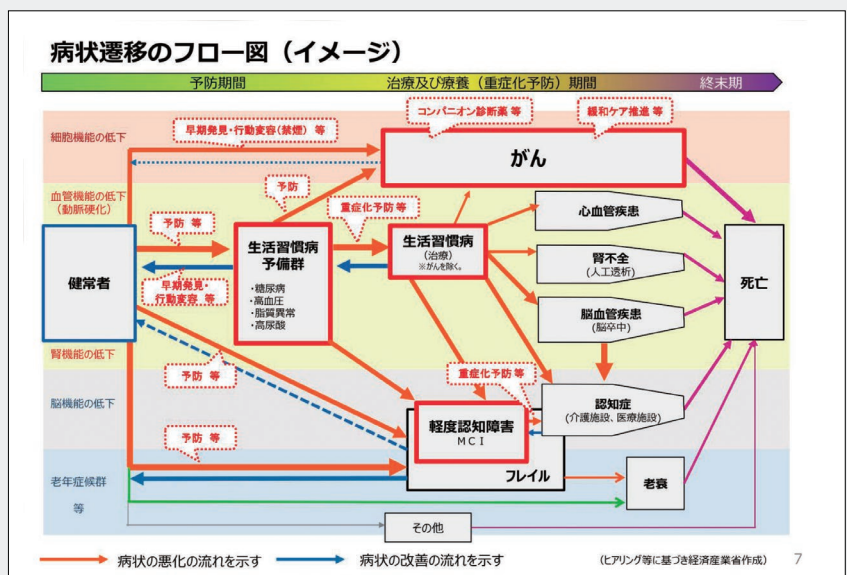 病状遷移のフロー図（イメージ）
予防期間
治療及び療養（重症化予防）期間
終末期
細胞機能の低下
早期発見・行動変容(禁煙) 等
コンパニオン診断薬 等
緩和ケア推進 等
がん
血管機能の低下
（動脈硬化）
予防
予防 等
重症化予防 等
健常者
早期発見・
行動変容 等
生活習慣病
予備群
・糖尿病
・高血圧
・脂質異常
・高尿酸
生活習慣病
(治療)
※がんを除く。
心血管疾患
腎不全
(人工透析)
脳血管疾患
(脳卒中)
死亡
腎機能の低下
予防 等
重症化予防 等
脳機能の低下
軽度認知障害
ＭＣＩ
認知症
(介護施設、医療施設)
予防 等
フレイル
老年症候群
等
老衰
その他
病状の悪化の流れを示す
病状の改善の流れを示す
(ヒアリング等に基づき経済産業省作成)
7